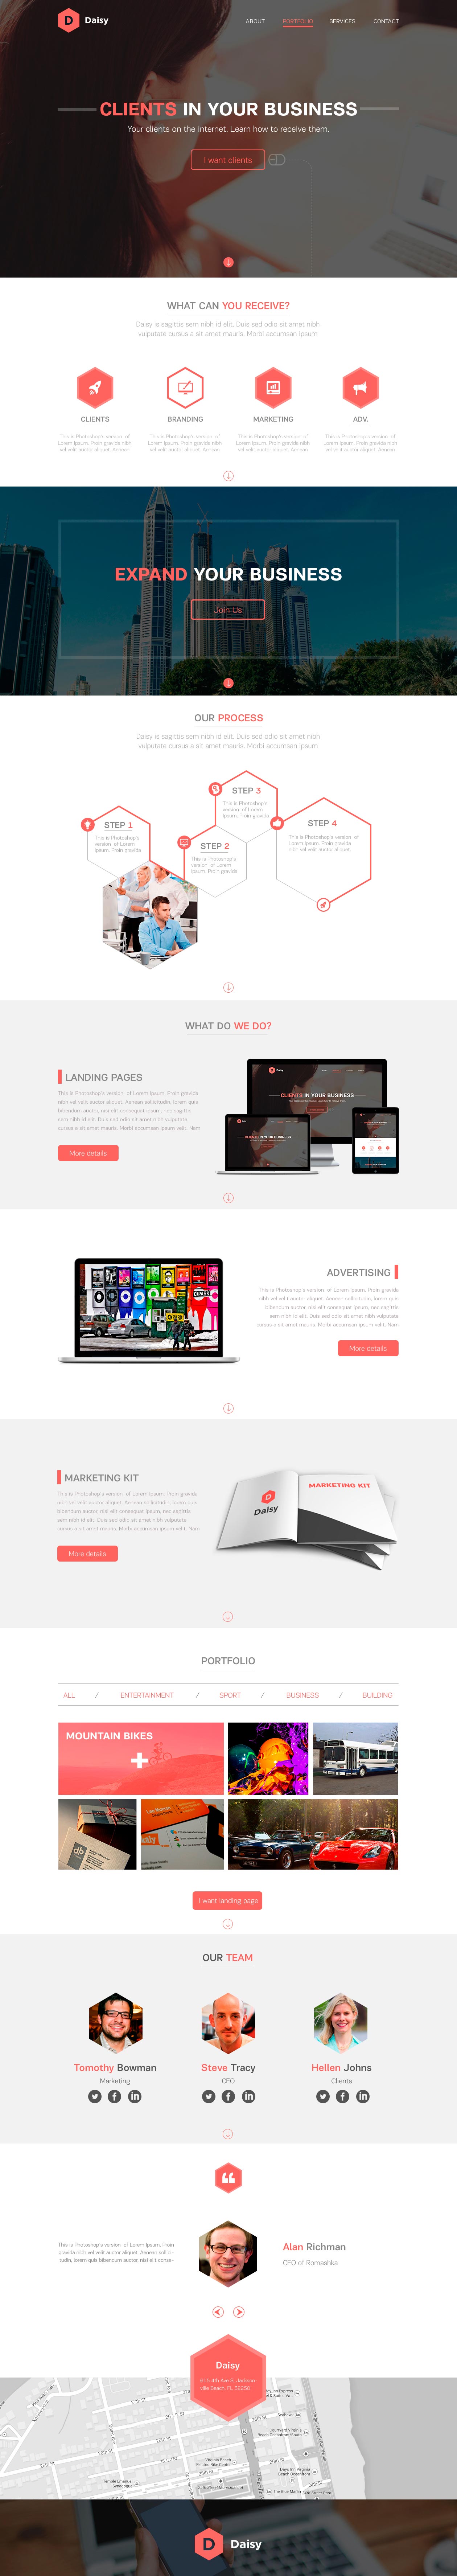 D Daisy
ABOUT PORTFOLIO SERVICES CONTACT
CLIENTS IN YOUR BUSINESS
Your clients on the internet. Learn how to receive them.
I want clients
WHAT CAN YOU RECEIVE?
Daisy is sagittis sem nibh id elit. Duis sed odio sit amet nibh
vulputate cursus a sit amet mauris. Morbi accumsan ipsum
CLIENTS
This is Photoshop's version of
Lorem Ipsum. Proin gravida nibh
vel velit auctor aliquet. Aenean
BRANDING
This is Photoshop's version of
Lorem Ipsum. Proin gravida nibh
vel velit auctor aliquet. Aenean
MARKETING
This is Photoshop's version of
Lorem Ipsum. Proin gravida nibh
vel velit auctor aliquet. Aenean
ADV.
This is Photoshop's version of
Lorem Ipsum. Proin gravida nibh
vel velit auctor aliquet. Aenean
EXPAND YOUR BUSINESS
Join Us
OUR PROCESS
Daisy is sagittis sem nibh id elit. Duis sed odio sit amet nibh
vulputate cursus a sit amet mauris. Morbi accumsan ipsum
STEP 1
This is Photoshop's
version of Lorem
Ipsum. Proin gravida
STEP 2
This is Photoshop's
version of Lorem
Ipsum. Proin gravida
STEP 3
This is Photoshop's
version of Lorem
Ipsum. Proin gravida
STEP 4
This is Photoshop's version of
Lorem Ipsum. Proin gravida nibh
vel velit auctor aliquet.
WHAT DO WE DO?
LANDING PAGES
This is Photoshop's version of Lorem Ipsum. Proin gravida
nibh vel velit auctor aliquet. Aenean sollicitudin, lorem quis
bibendum auctor, nisi elit consequat ipsum, nec sagittis
sem nibh id elit. Duis sed odio sit amet nibh vulputate
cursus a sit amet mauris. Morbi accumsan ipsum velit. Nam
More details
CLIENTS IN YOUR BUSINESS
CLIENTS IN YOUR BUSINESS
ADVERTISING
This is Photoshop's version of Lorem Ipsum. Proin gravida
nibh vel velit auctor aliquet. Aenean sollicitudin, lorem quis
bibendum auctor, nisi elit consequat ipsum, nec sagittis
sem nibh id elit. Duis sed odio sit amet nibh vulputate
cursus a sit amet mauris. Morbi accumsan ipsum velit. Nam
More details
MARKETING KIT
This is Photoshop's version of Lorem Ipsum. Proin gravida
nibh vel velit auctor aliquet. Aenean sollicitudin, lorem quis
bibendum auctor, nisi elit consequat ipsum, nec sagittis
sem nibh id elit. Duis sed odio sit amet nibh vulputate
cursus a sit amet mauris. Morbi accumsan ipsum velit. Nam
More details
D
Daisy
MARKETING KIT
PORTFOLIO
ALL / ENTERTAINMENT / SPORT / BUSINESS / BUILDING
MOUNTAIN BIKES
I want landing page
OUR TEAM
Tomothy Bowman
Marketing
Steve Tracy
CEO
Hellen Johns
Clients
This is Photoshop's version of Lorem Ipsum. Proin
gravida nibh vel velit auctor aliquet. Aenean sollici-
tudin, lorem quis bibendum auctor, nisi elit conse-
Alan Richman
CEO of Romashka
Daisy
615 4th Ave S, Jackson-
ville Beach, FL 32250
D Daisy